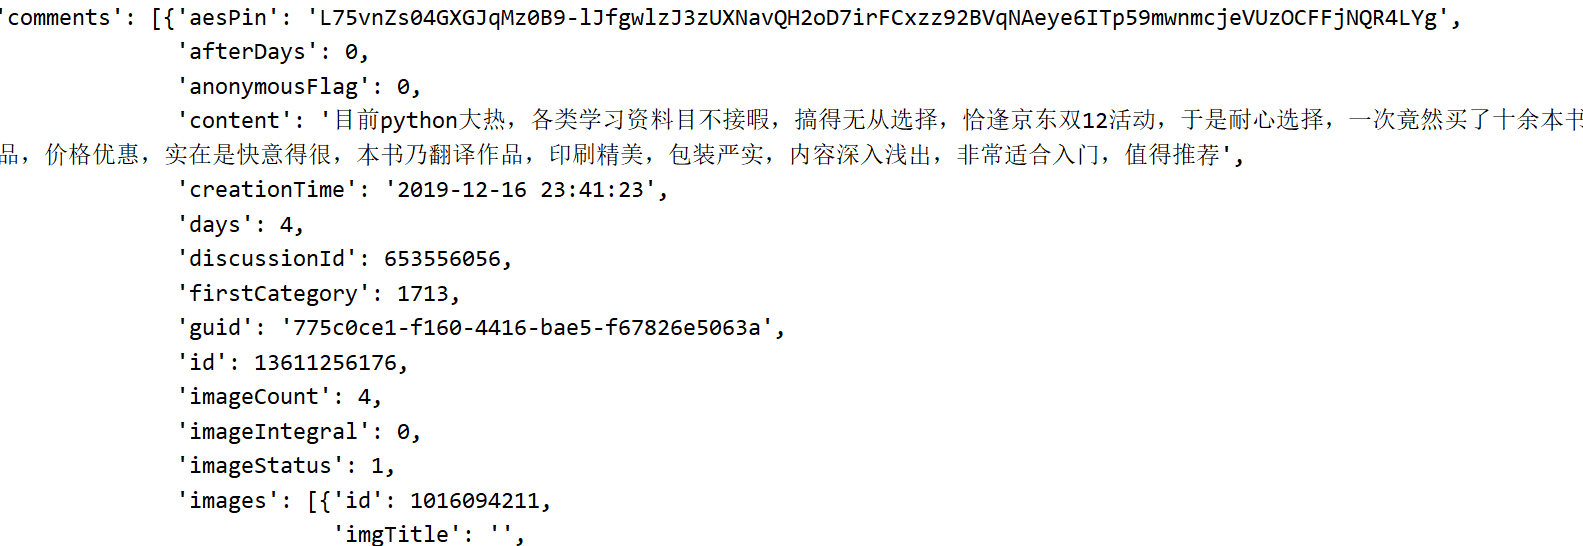 'comments': [{'aesPin': 'L75vnZs04GXGJqMz0B9-lJfgwlzJ3zUXNavQH2oD7irFCxzz92BVqNAeye6ITp59mwnmcjeVUzOCFFjNQR4LYg',
'afterDays': 0,
'anonymousFlag': 0,
'content': '目前python大热，各类学习资料目不接暇，搞得无从选择，恰逢京东双12活动，于是耐心选择，一次竟然买了十余本书
品，价格优惠，实在是快意得很，本书乃翻译作品，印刷精美，包装严实，内容深入浅出，非常适合入门，值得推荐',
'creationTime': '2019-12-16 23:41:23',
'days': 4,
'discussionId': 653556056,
'firstCategory': 1713,
'guid': '775c0ce1-f160-4416-bae5-f67826e5063a',
'id': 13611256176,
'imageCount': 4,
'imageIntegral': 0,
'imageStatus': 1,
'images': [{'id': 1016094211,
'imgTitle': '',